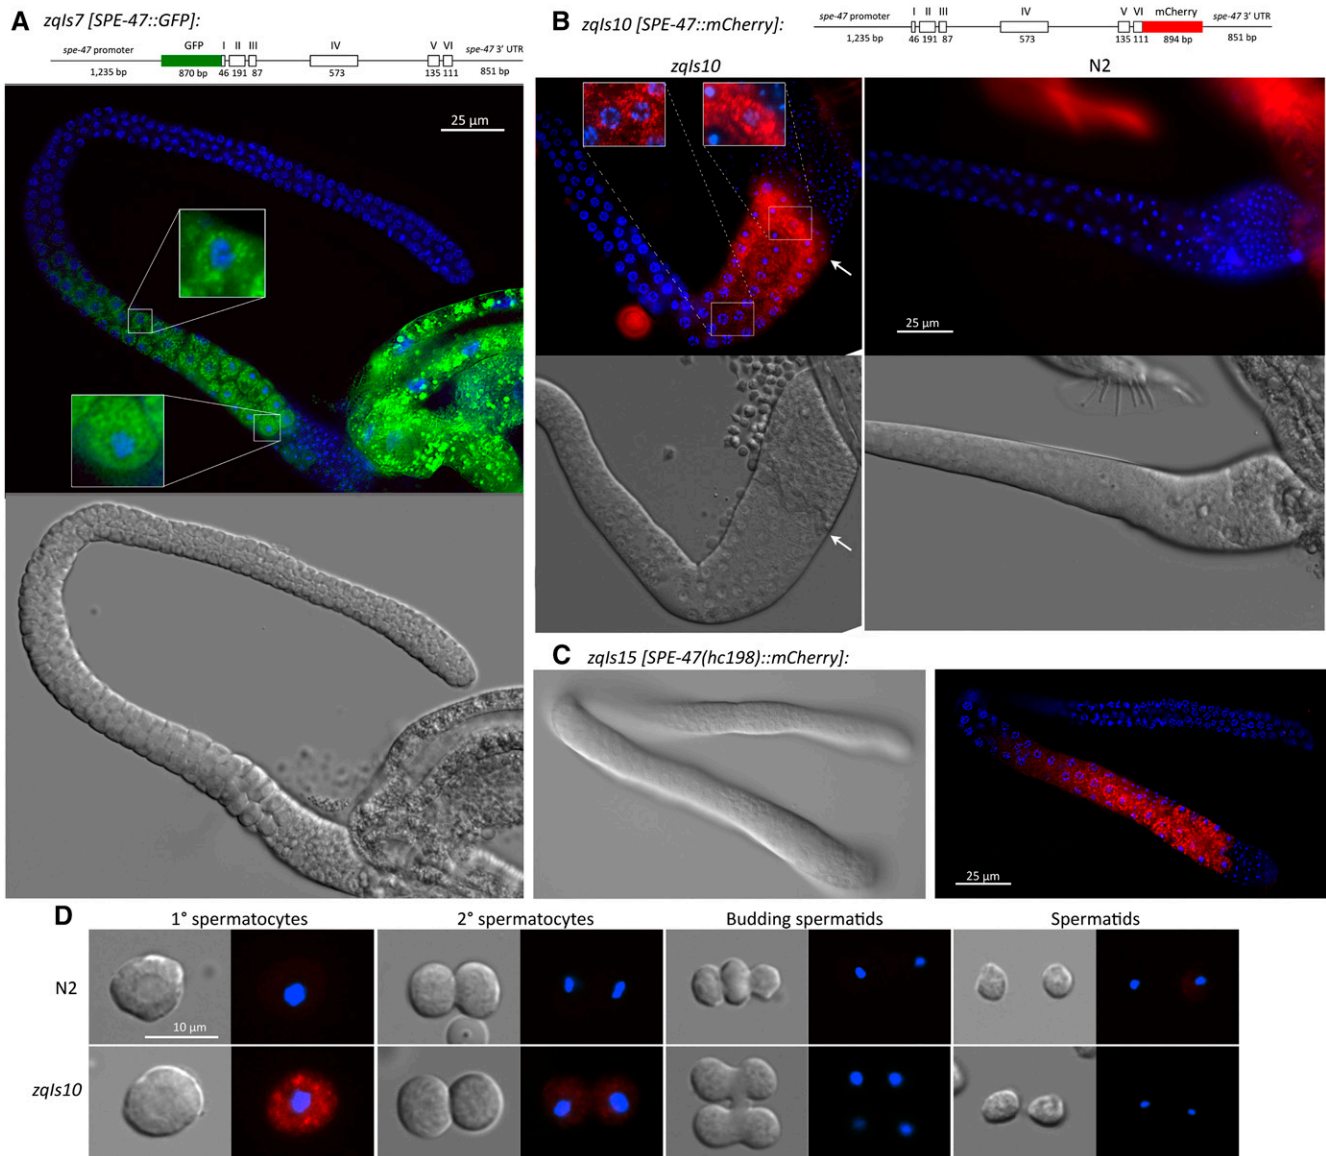 A zqIs7 [SPE-47::GFP]:
spe-47 promoter GFP I II III IV V VI spe-47 3' UTR
1,235 bp 870 bp 46 191 87 573 135 111 851 bp
25 µm
B zqIs10 [SPE-47::mCherry]:
spe-47 promoter I II III IV V VI mCherry spe-47 3' UTR
1,235 bp 46 191 87 573 135 111 894 bp 851 bp
zqIs10 N2
25 µm
C zqIs15 [SPE-47(hc198)::mCherry]:
25 µm
D 1° spermatocytes 2° spermatocytes Budding spermatids Spermatids
N2
10 µm
zqIs10